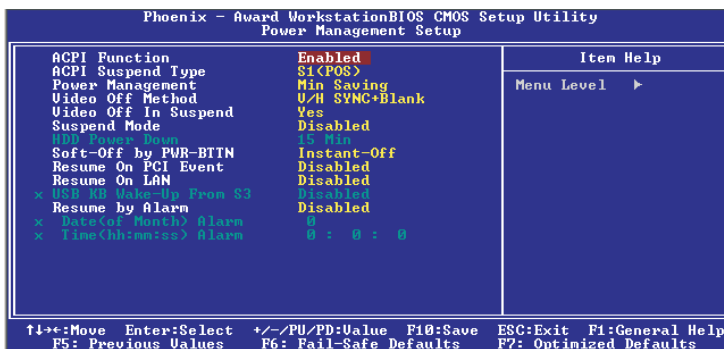 Phoenix - Award WorkstationBIOS CMOS Setup Utility
Power Management Setup
ACPI Function Enabled
ACPI Suspend Type S1(POS)
Power Management Min Saving
Video Off Method V/H SYNC+Blank
Video Off In Suspend Yes
Suspend Mode Disabled
HDD Power Down 15 Min
Soft-Off by PWR-BTTN Instant-Off
Resume On PCI Event Disabled
Resume On LAN Disabled
x USB KB Wake-Up From S3 Disabled
Resume by Alarm Disabled
x Date(of Month) Alarm 0
x Time(hh:mm:ss) Alarm 0 : 0 : 0
Item Help
Menu Level ►
↑↓→←:Move Enter:Select +/-/PU/PD:Value F10:Save ESC:Exit F1:General Help
F5: Previous Values F6: Fail-Safe Defaults F7: Optimized Defaults